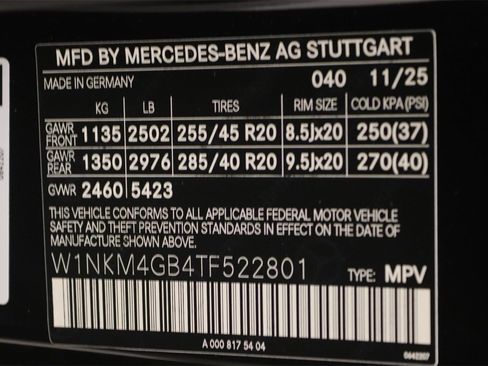 MFD BY MERCEDES-BENZ AG STUTTGART
MADE IN GERMANY 040 11/25
KG LB TIRES RIM SIZE COLD KPA(PSI)
GAWR FRONT 1135 2502 255/45 R20 8.5Jx20 250(37)
GAWR REAR 1350 2976 285/40 R20 9.5Jx20 270(40)
GVWR 2460 5423
THIS VEHICLE CONFORMS TO ALL APPLICABLE FEDERAL MOTOR VEHICLE
SAFETY AND THEFT PREVENTION STANDARDS IN EFFECT ON THE DATE
OF MANUFACTURE SHOWN ABOVE.
W1NKM4GB4TF522801 TYPE: MPV
A 000 817 54 04
0642207